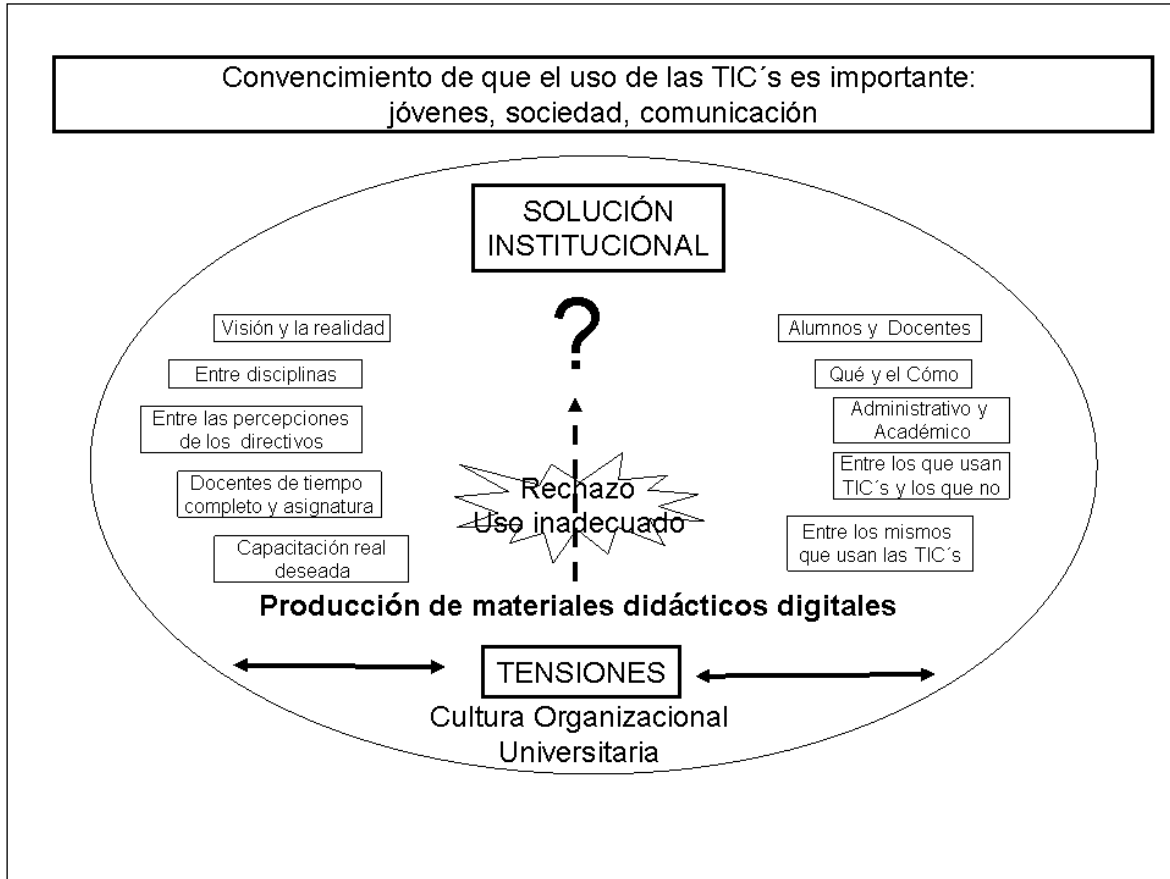 Convencimiento de que el uso de las TIC´s es importante:
jóvenes, sociedad, comunicación
SOLUCIÓN
INSTITUCIONAL
?
Visión y la realidad
Entre disciplinas
Entre las percepciones
de los directivos
Docentes de tiempo
completo y asignatura
Capacitación real
deseada
Alumnos y Docentes
Qué y el Cómo
Administrativo y
Académico
Entre los que usan
TIC´s y los que no
Entre los mismos
que usan las TIC´s
Rechazo
Uso inadecuado
Producción de materiales didácticos digitales
TENSIONES
Cultura Organizacional
Universitaria